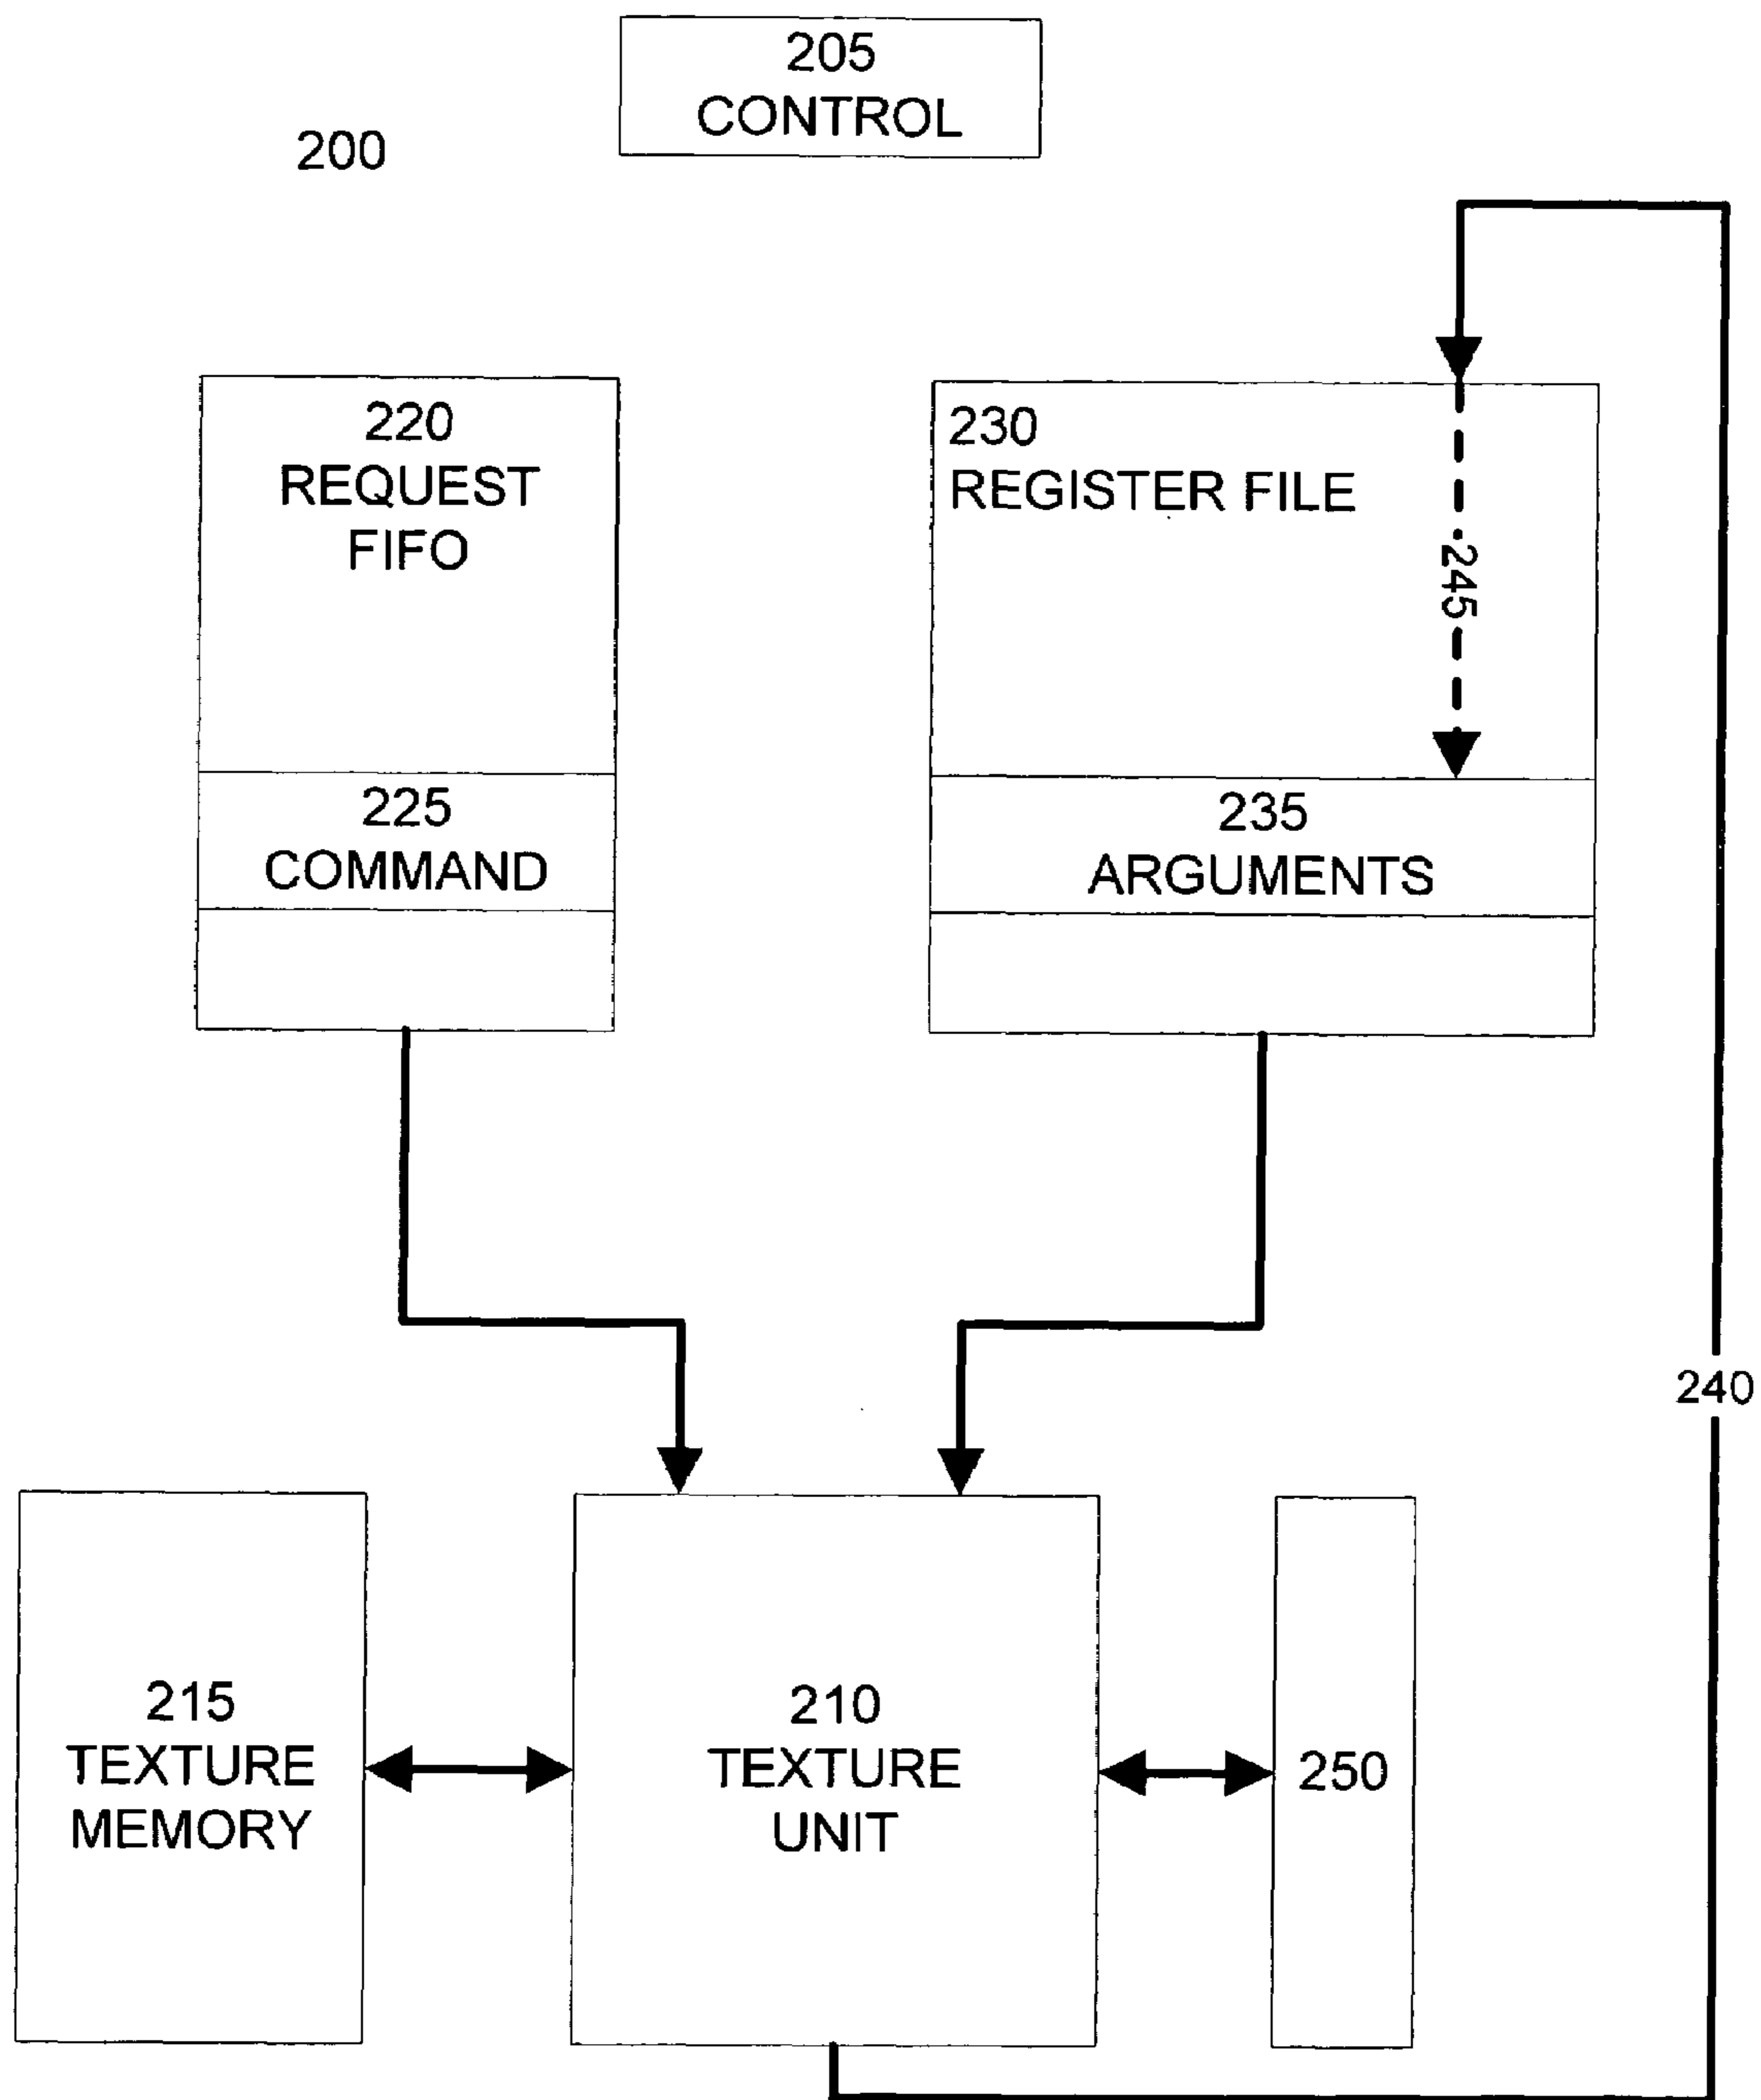 205
CONTROL
200
220
REQUEST
FIFO
230
REGISTER FILE
245
225
COMMAND
235
ARGUMENTS
240
215
TEXTURE
MEMORY
210
TEXTURE
UNIT
250